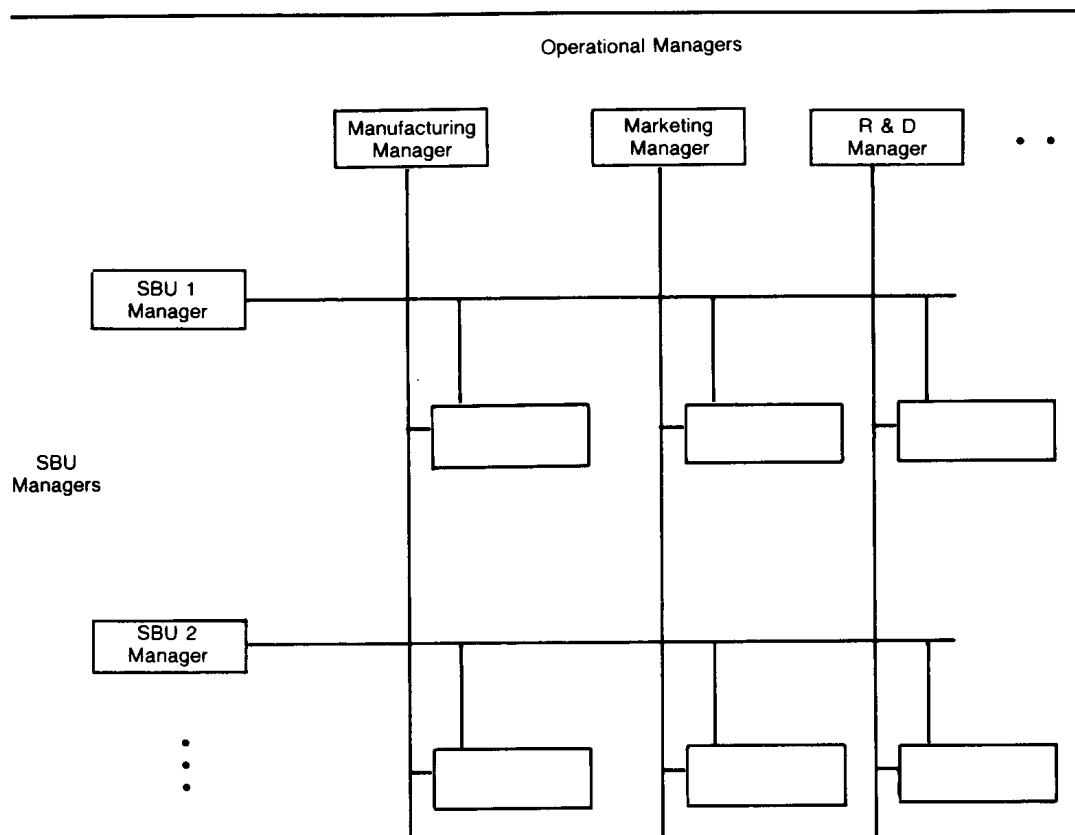 Operational Managers
Manufacturing
Manager
Marketing
Manager
R & D
Manager
SBU 1
Manager
SBU
Managers
SBU 2
Manager